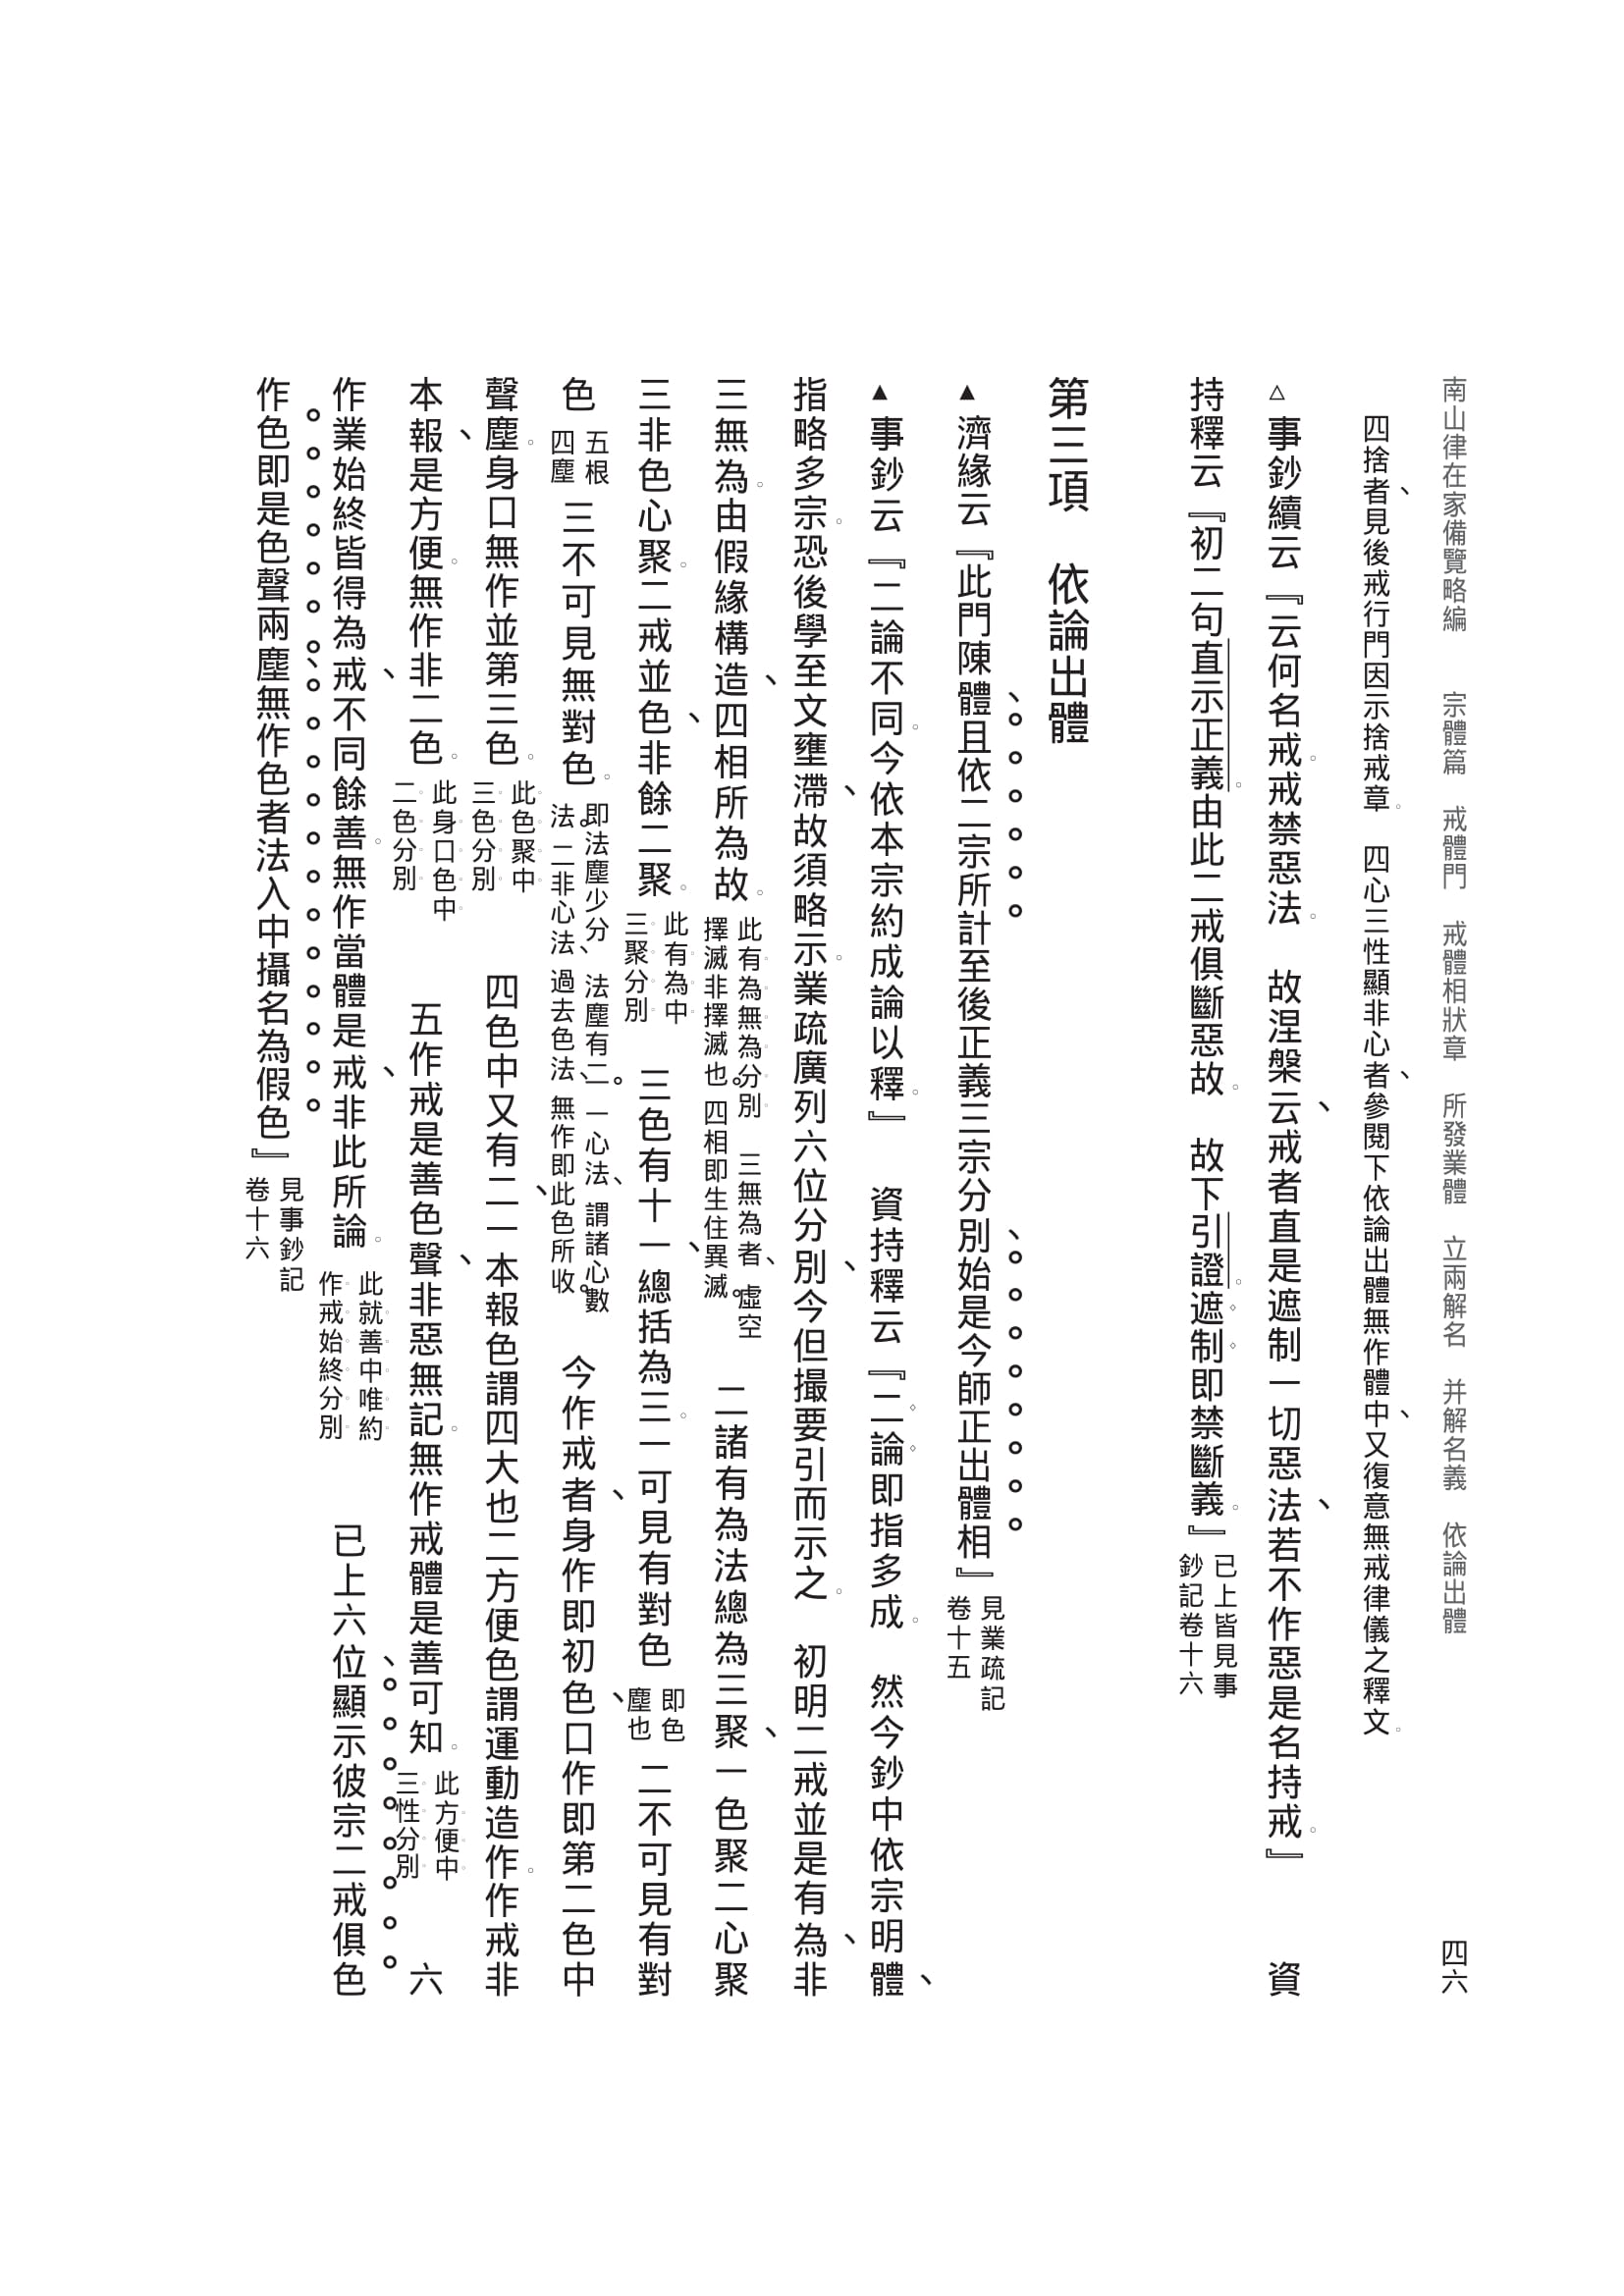 南山律在家備覽略編　宗體篇　戒體門　戒體相狀章　所發業體　立兩解名　并解名義　依論出體　四六
四捨者、見後戒行門因示捨戒章。四心三性顯非心者、參閱下依論出體無作體中、又復意無戒律儀之釋文。
△事鈔續云『云何名戒。戒禁惡法。　故涅槃云、戒者直是遮制一切惡法、若不作惡是名持戒。』　資
持釋云『初二句直示正義。由此二戒俱斷惡故。　故下引證。遮制即禁斷義。』已上皆見事鈔記卷十六
第三項　依論出體
▲濟緣云『此門陳體、且依二宗所計至後正義三宗分別、始是今師正出體相』見業疏記卷十五
▲事鈔云『二論不同。今依本宗約成論以釋。』　資持釋云『二論即指多成。　然今鈔中依宗明體、
指略多宗。恐後學至文壅滯、故須略示。業疏廣列六位分別、今但撮要引而示之。　初明二戒並是有為、非
三無為。由假緣構造、四相所為故。此有為無為分別　三無為者、虛空擇滅非擇滅也。四相即生住異滅。　二諸有為法總為三聚、一色聚二心聚
三非色心聚。二戒並色、非餘二聚。此有為中三聚分別　三色有十一、總括為三。一可見有對色即色塵也、二不可見有對
色五根四塵三不可見無對色。即法塵少分、法塵有二。一心法、謂諸心數法。二非心法、過去色法、無作即此色所收。　今作戒者、身作即初色、口作即第二色中
聲塵。身口無作並第三色。此色聚中三色分別　四色中又有二、一本報色謂四大也二方便色謂運動造作。作戒非
本報、是方便。無作非二色。此身口色中二色分別　五作戒是善色聲、非惡無記。無作戒體是善可知。此方便中三性分別　六
作業始終皆得為戒、不同餘善。無作當體是戒、非此所論。此就善中唯約作戒始終分別　已上六位、顯示彼宗二戒俱色
作色即是色聲兩塵、無作色者法入中攝名為假色』見事鈔記卷十六